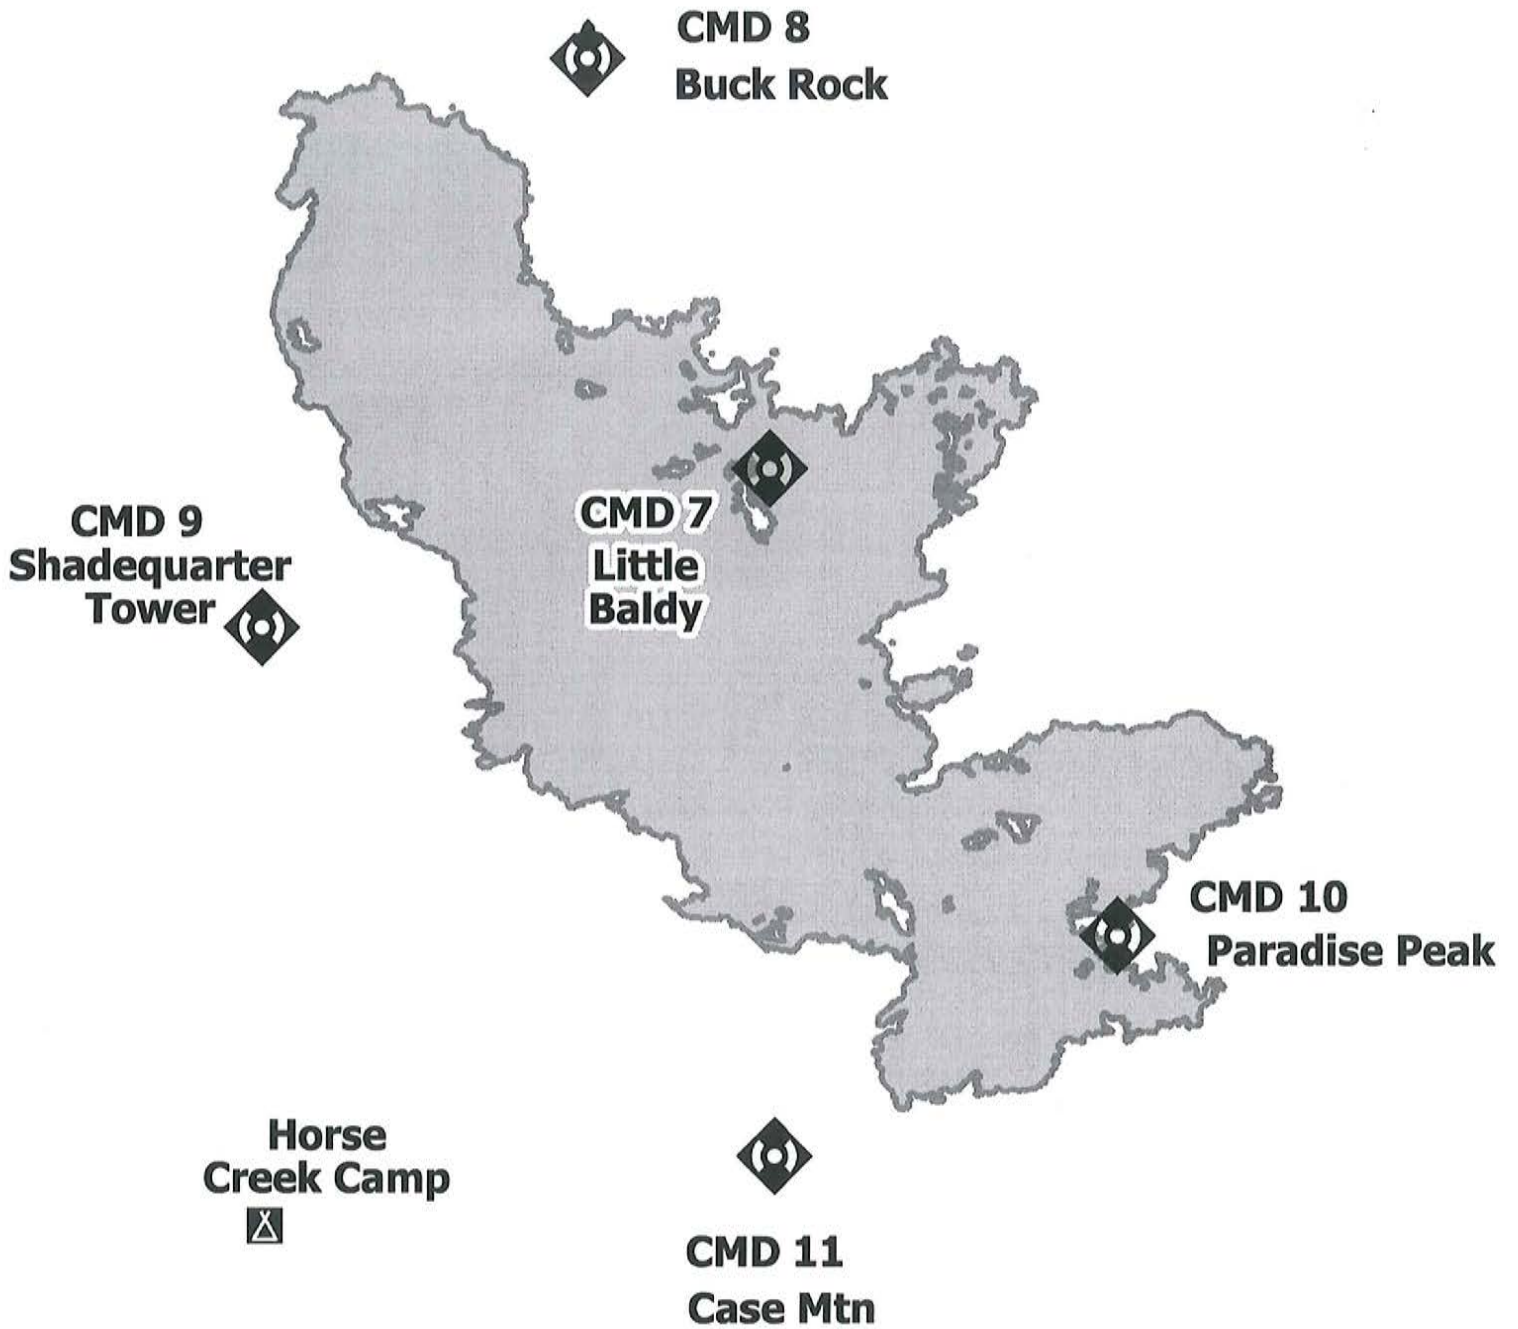 CMD 8
Buck Rock
CMD 7
Little
Baldy
CMD 9
Shadequarter
Tower
CMD 10
Paradise Peak
Horse
Creek Camp
CMD 11
Case Mtn